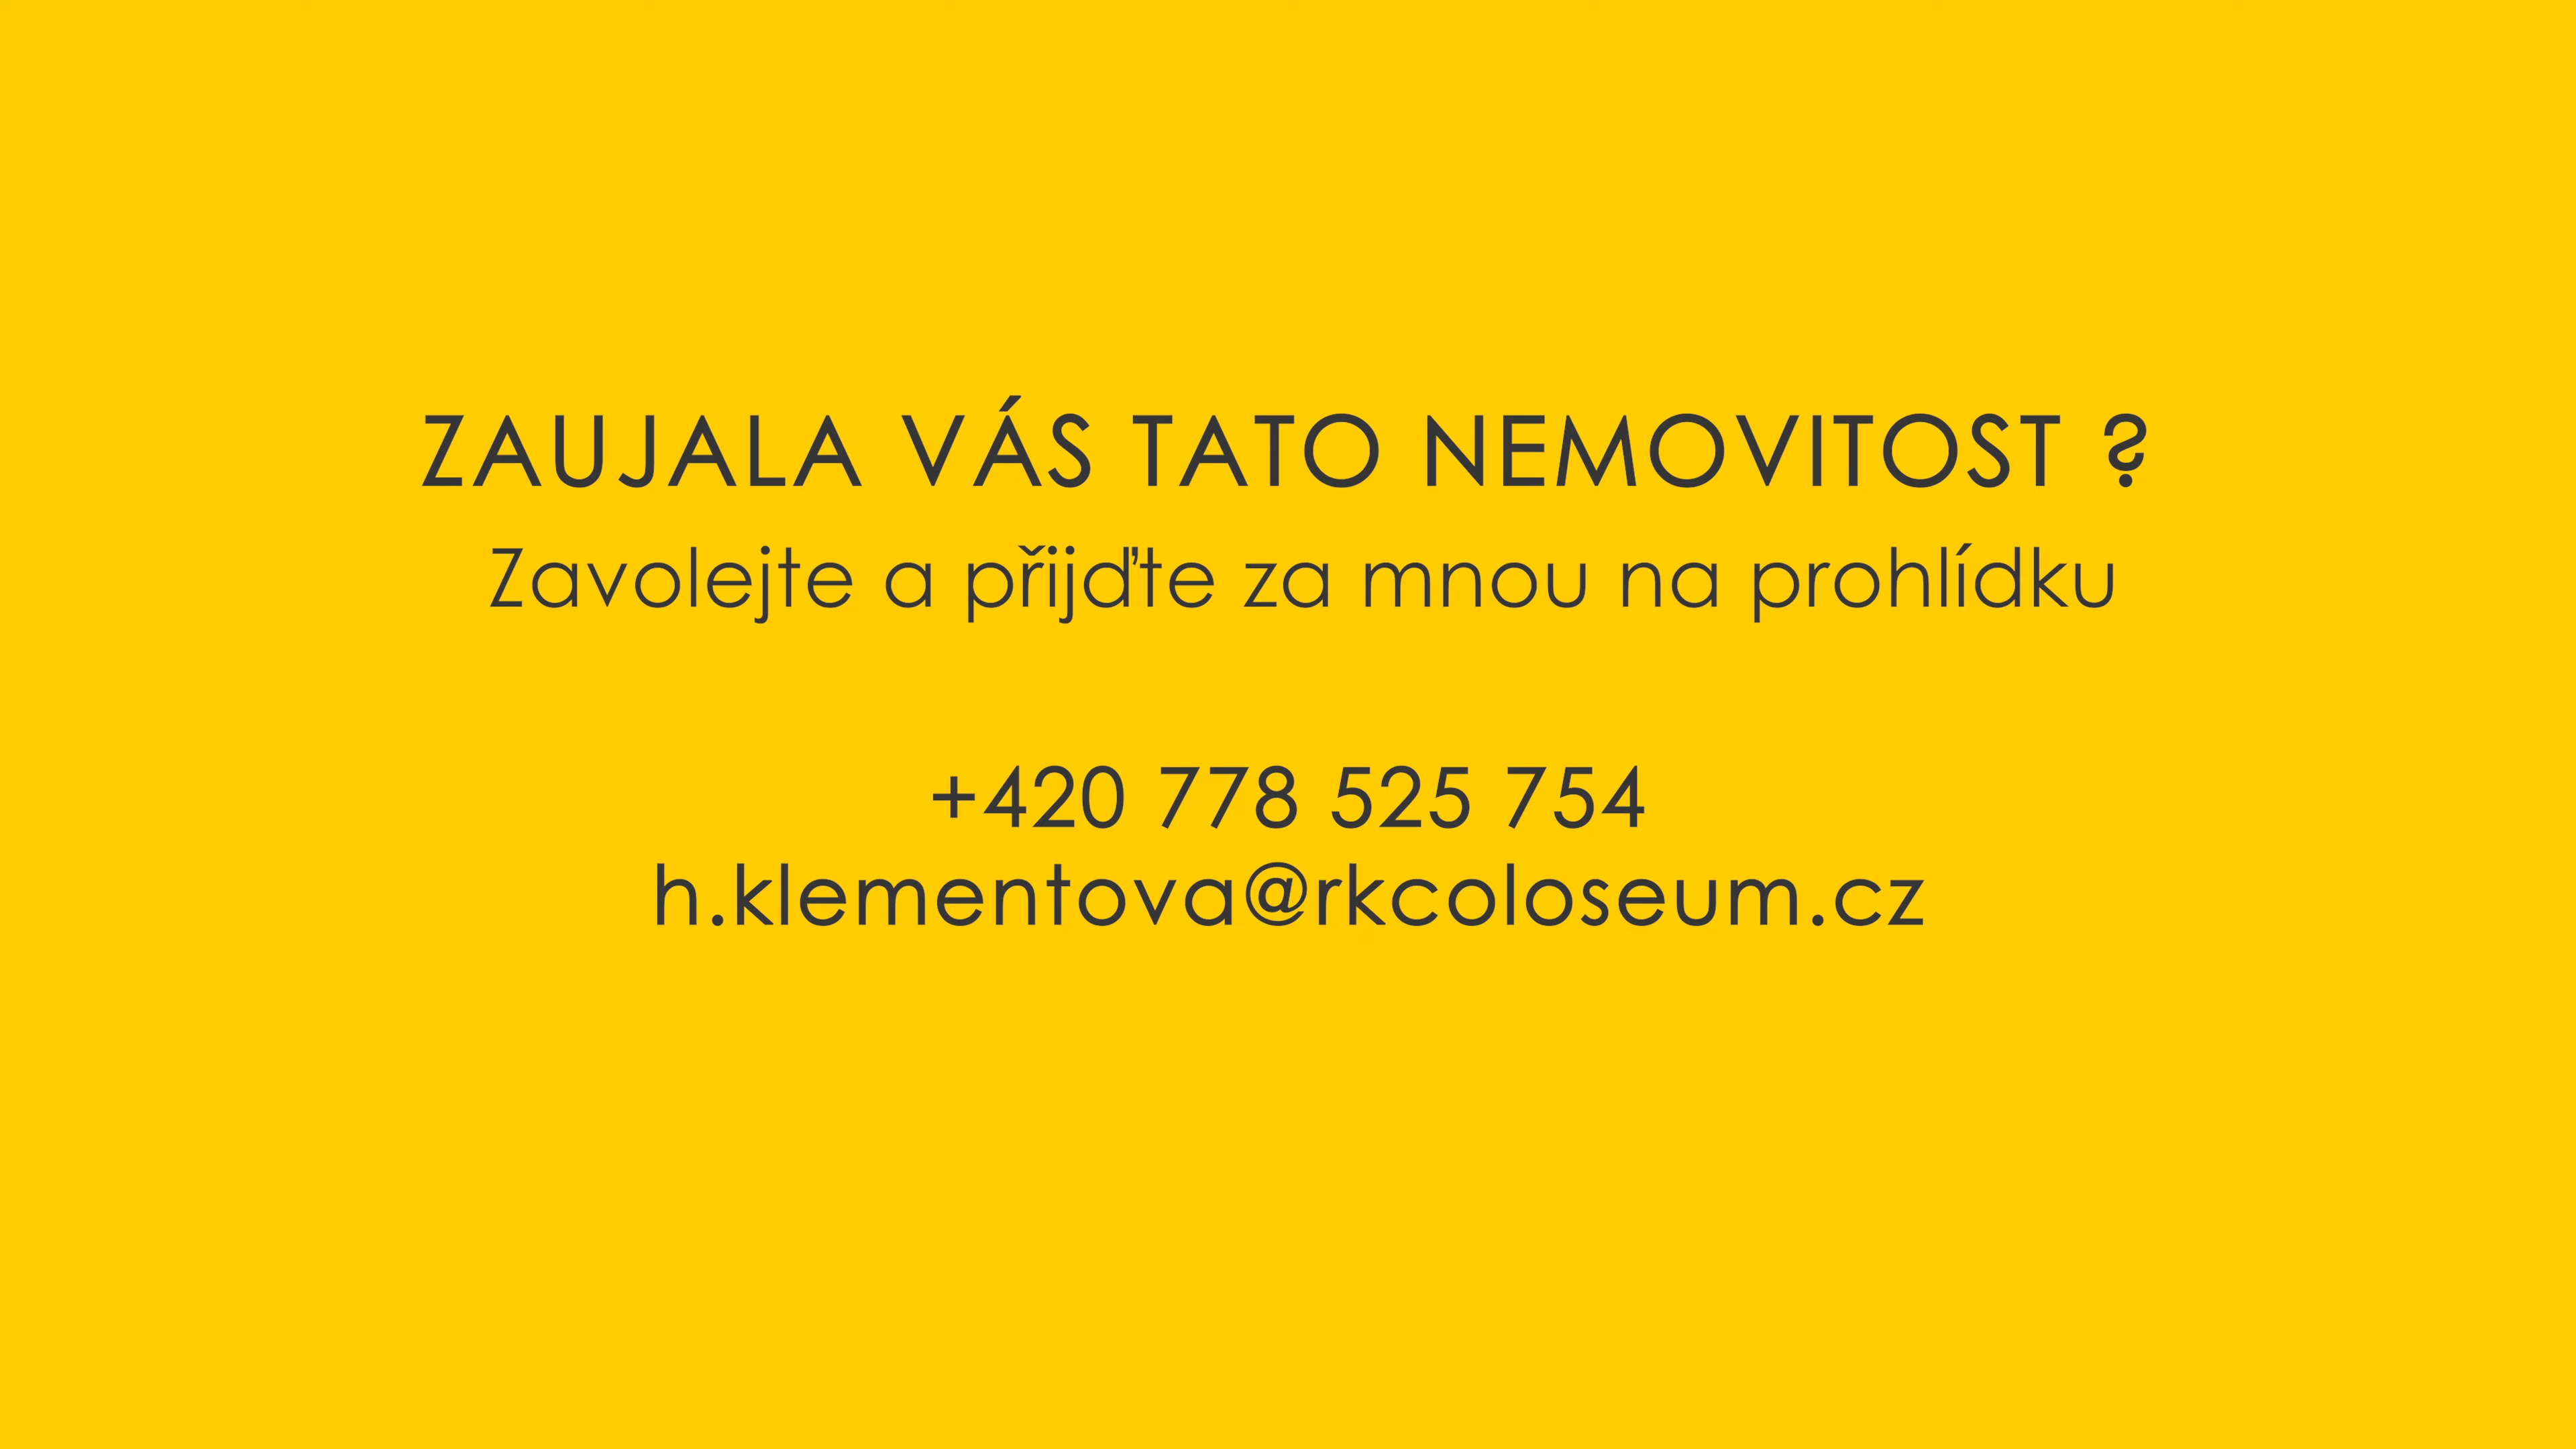 ZAUJALA VÁS TATO NEMOVITOST ?
Zavolejte a přijďte za mnou na prohlídku
+420 778 525 754
h.klementova@rkcoloseum.cz